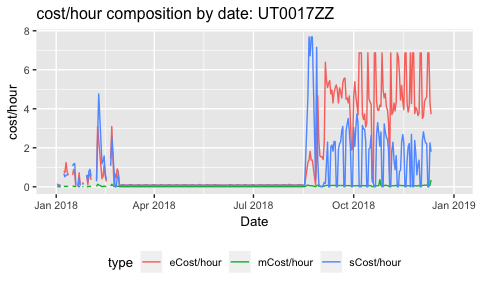 cost/hour composition by date: UT0017ZZ
cost/hour
8
6
4
2
0
Jan 2018 Apr 2018 Jul 2018 Oct 2018 Jan 2019
Date
type eCost/hour mCost/hour sCost/hour